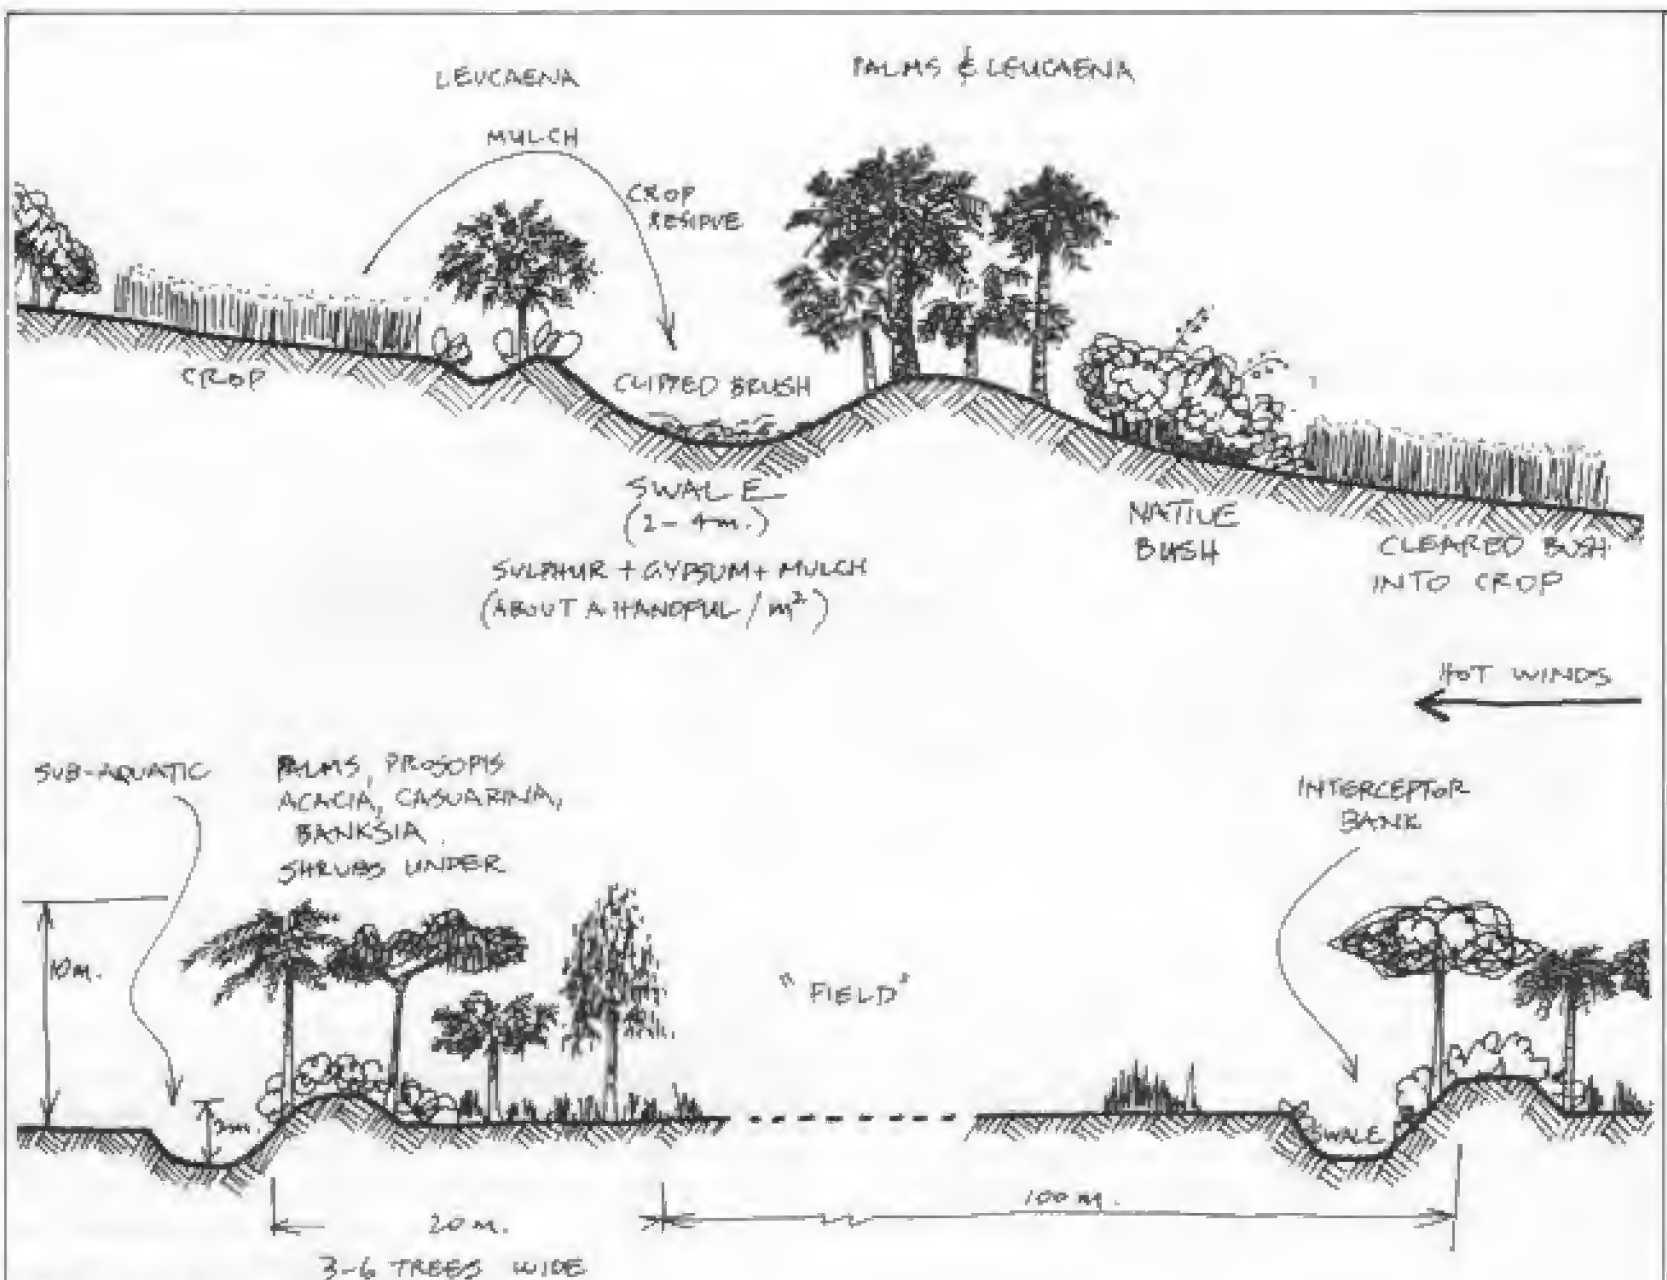 LEUCAENA
PALMS & LEUCAENA
MULCH
CROP
RESIDUE
CROP
CLIPPED BRUSH
SWALE
(2-4m.)
SULPHUR + GYPSUM + MULCH
(ABOUT A HANDFUL / m²)
NATIVE
BUSH
CLEARED BUSH
INTO CROP
HOT WINDS
SUB-AQUATIC
PALMS, PROSOPIS
ACACIA, CASUARINA,
BANKSIA
SHRUBS UNDER
INTERCEPTOR
BANK
10m.
"FIELD"
SWALE
20 m.
3-6 TREES WIDE
100 m.